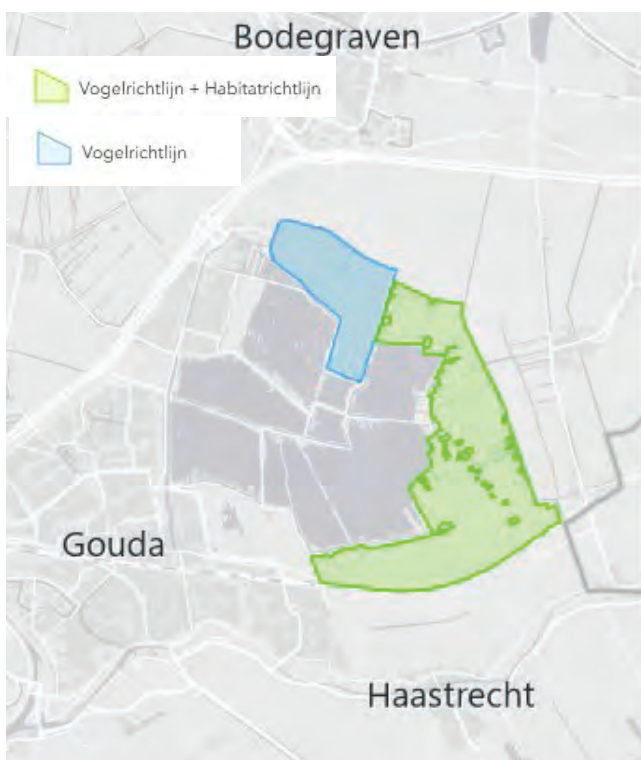 Bodegraven
Vogelrichtlijn + Habitatrichtlijn
Vogelrichtlijn
Gouda
Haastrecht